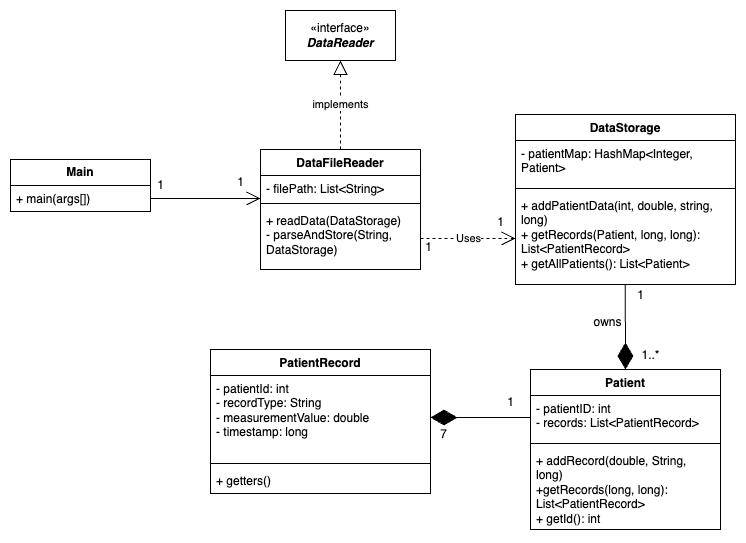 «interface»
DataReader
implements
Main
+ main(args[])
1
1
DataFileReader
- filePath: List<String>
+ readData(DataStorage)
- parseAndStore(String,
DataStorage)
1
Uses
1
DataStorage
- patientMap: HashMap<Integer,
Patient>
+ addPatientData(int, double, string,
long)
+ getRecords(Patient, long, long):
List<PatientRecord>
+ getAllPatients(): List<Patient>
1
owns
1..*
PatientRecord
- patientId: int
- recordType: String
- measurementValue: double
- timestamp: long
+ getters()
7
1
Patient
- patientID: int
- records: List<PatientRecord>
+ addRecord(double, String,
long)
+getRecords(long, long):
List<PatientRecord>
+ getId(): int